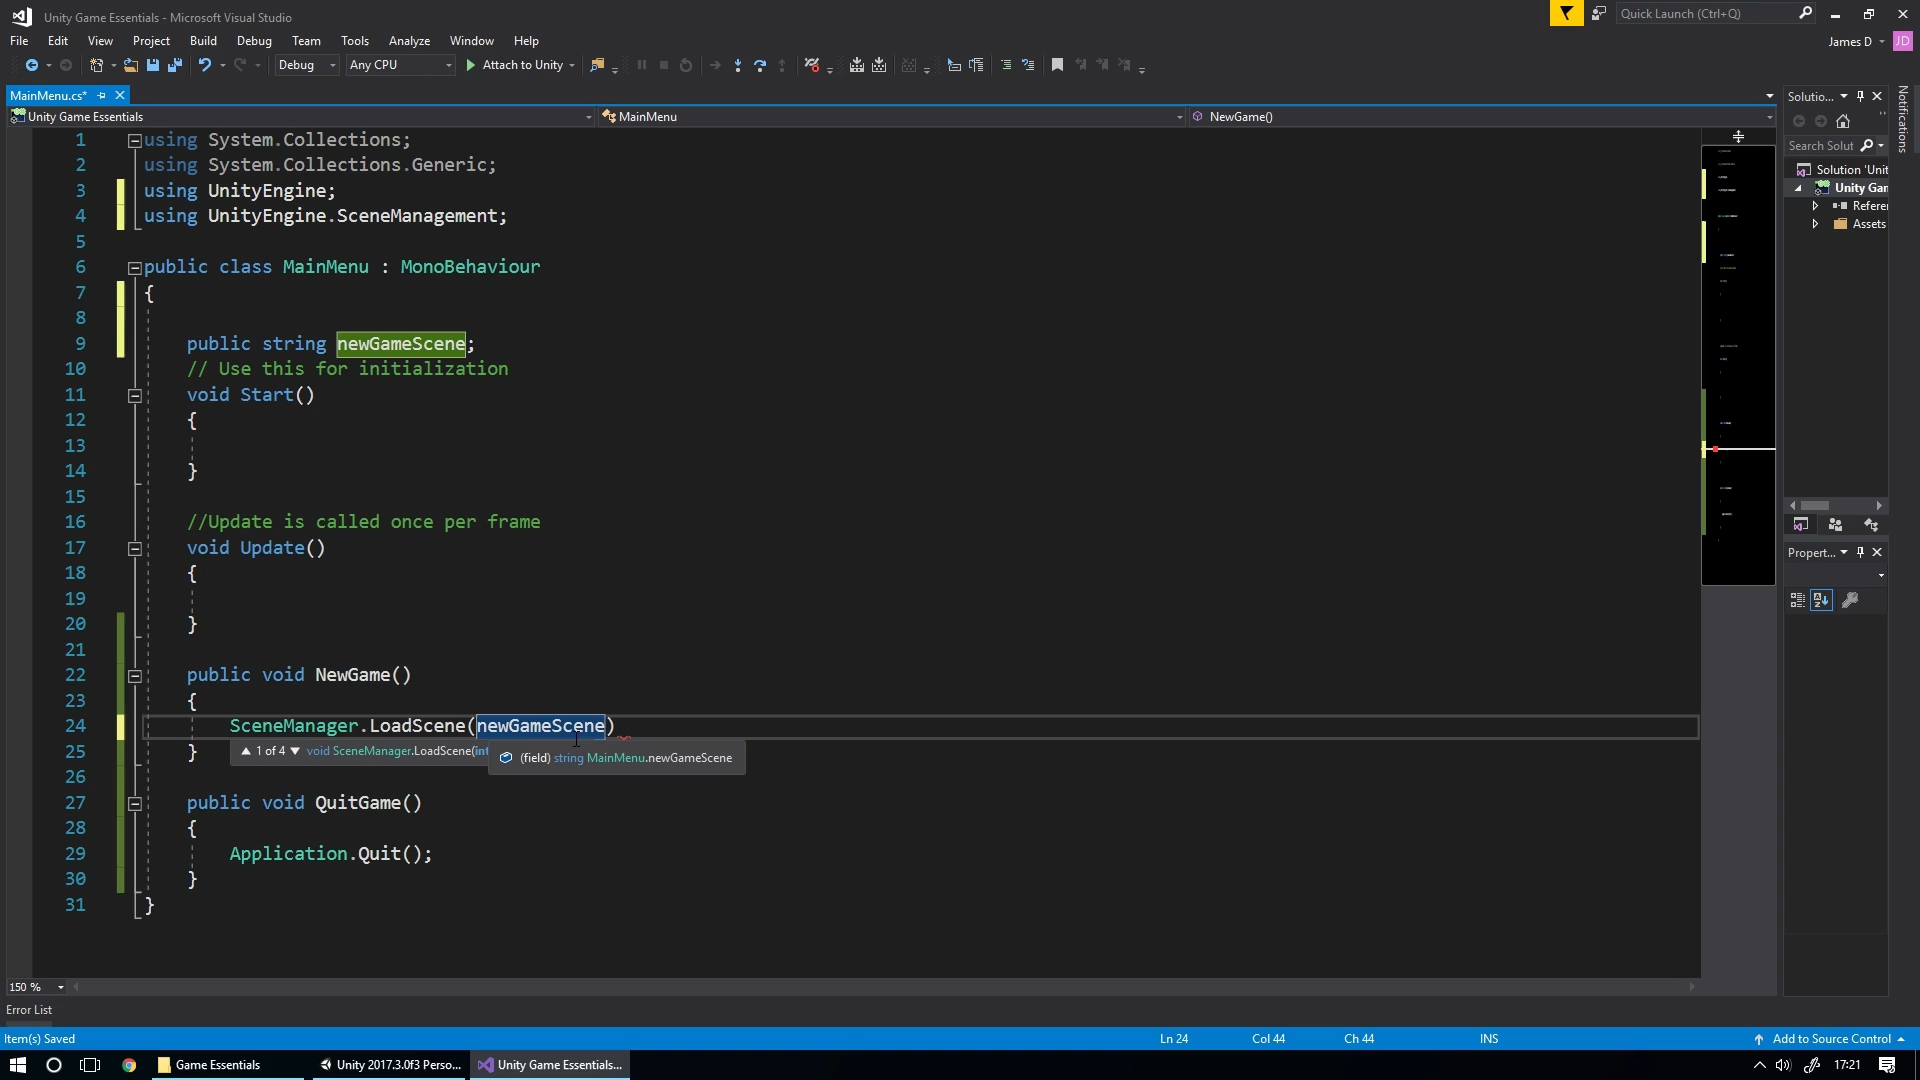 Unity Game Essentials - Microsoft Visual Studio
Quick Launch (Ctrl+Q)
File Edit View Project Build Debug Team Tools Analyze Window Help
James D JD
Debug Any CPU Attach to Unity
MainMenu.cs*
Solutio...
Notifications
Unity Game Essentials MainMenu NewGame()
Search Solut
Solution 'Unit
Unity Gan
Referen
Assets
1 using System.Collections;
2 using System.Collections.Generic;
3 using UnityEngine;
4 using UnityEngine.SceneManagement;
5
6 public class MainMenu : MonoBehaviour
7 {
8
9 public string newGameScene;
10 // Use this for initialization
11 void Start()
12 {
13
14 }
15
16 //Update is called once per frame
17 void Update()
18 {
19
20 }
21
22 public void NewGame()
23 {
24 SceneManager.LoadScene(newGameScene)
25 }
1 of 4 void SceneManager.LoadScene(int
(field) string MainMenu.newGameScene
26
27 public void QuitGame()
28 {
29 Application.Quit();
30 }
31 }
Propert...
150 %
Error List
Item(s) Saved Ln 24 Col 44 Ch 44 INS Add to Source Control
Game Essentials Unity 2017.3.0f3 Perso... Unity Game Essentials... 17:21